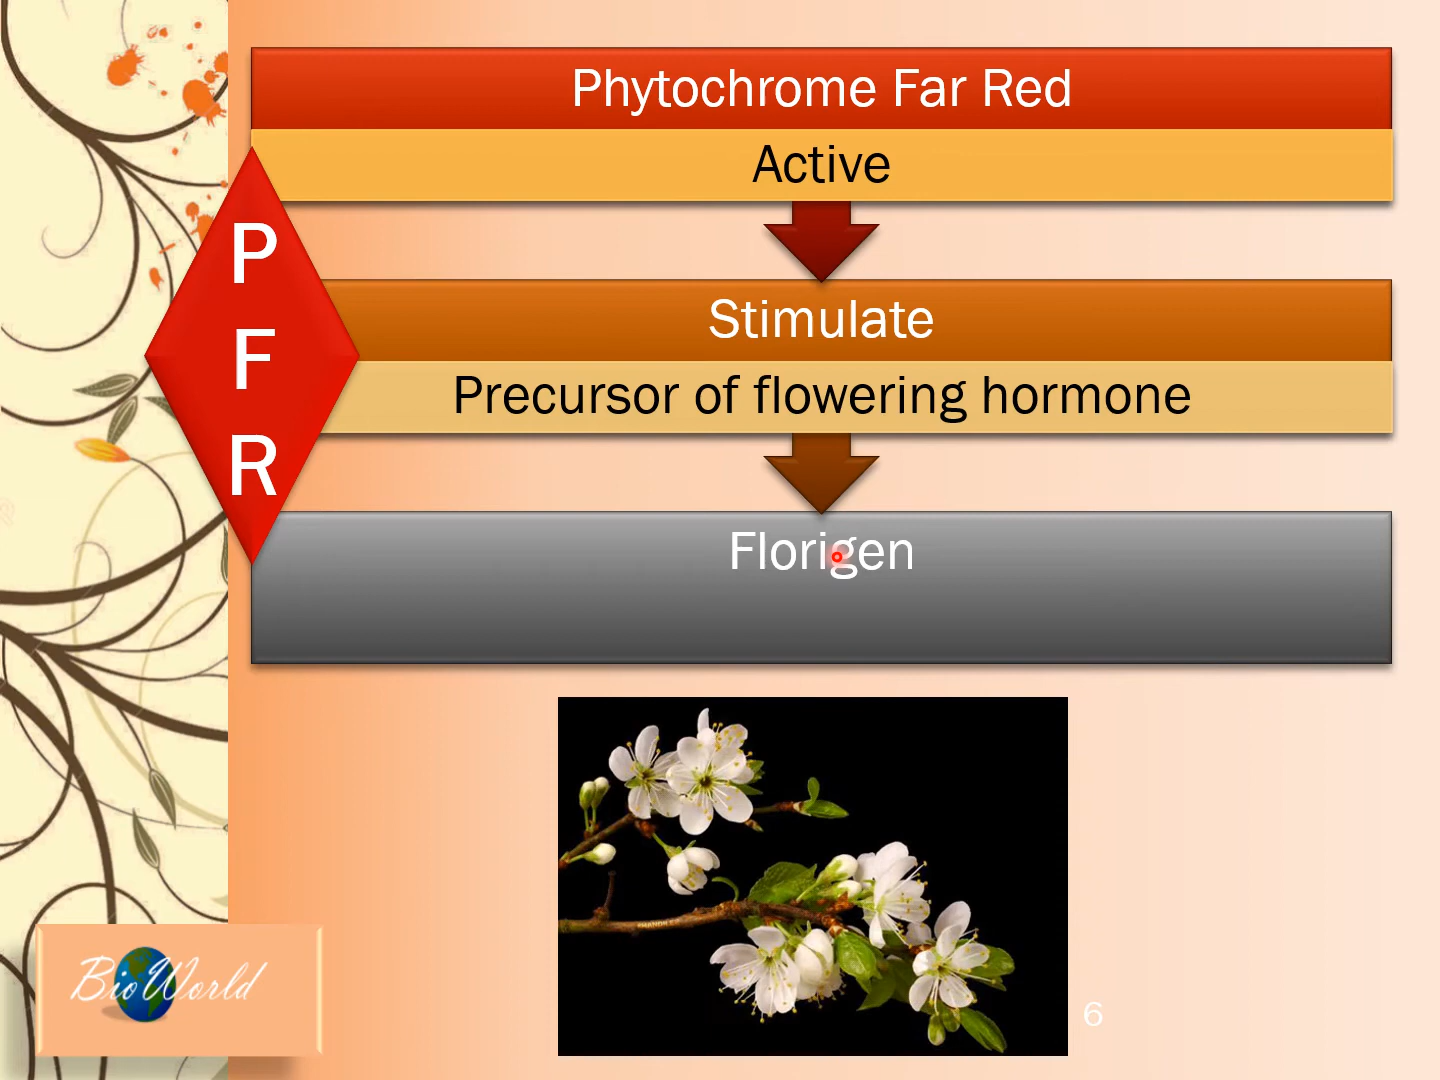 Phytochrome Far Red
Active
P
F
R
Stimulate
Precursor of flowering hormone
Florigen
BioWorld
6